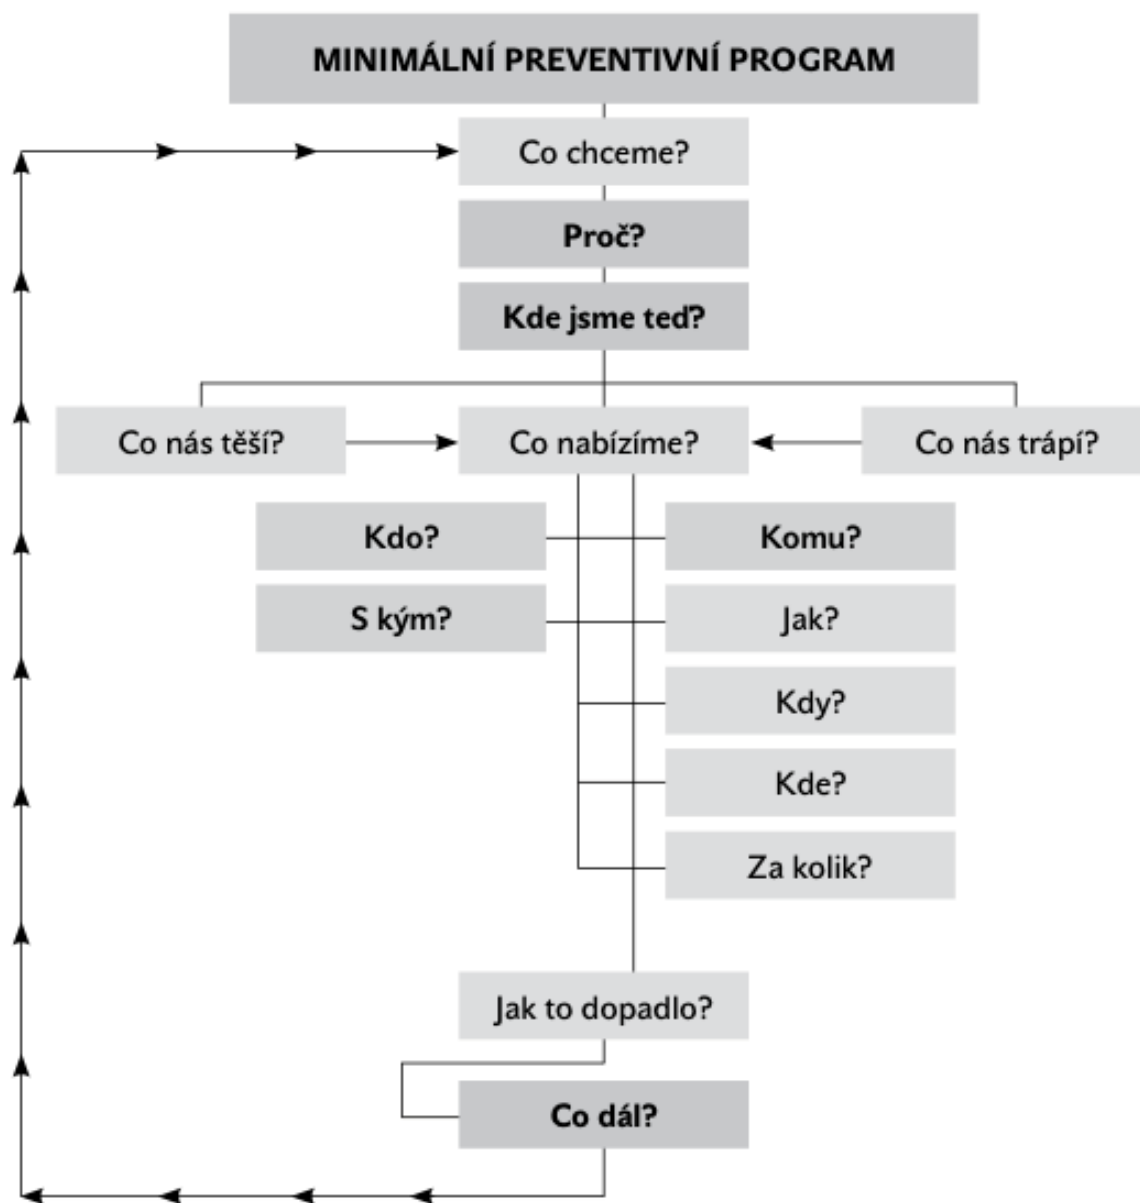 MINIMÁLNÍ PREVENTIVNÍ PROGRAM
Co chceme?
Proč?
Kde jsme teď?
Co nás těší?
Co nabízíme?
Co nás trápí?
Kdo?
Komu?
S kým?
Jak?
Kdy?
Kde?
Za kolik?
Jak to dopadlo?
Co dál?